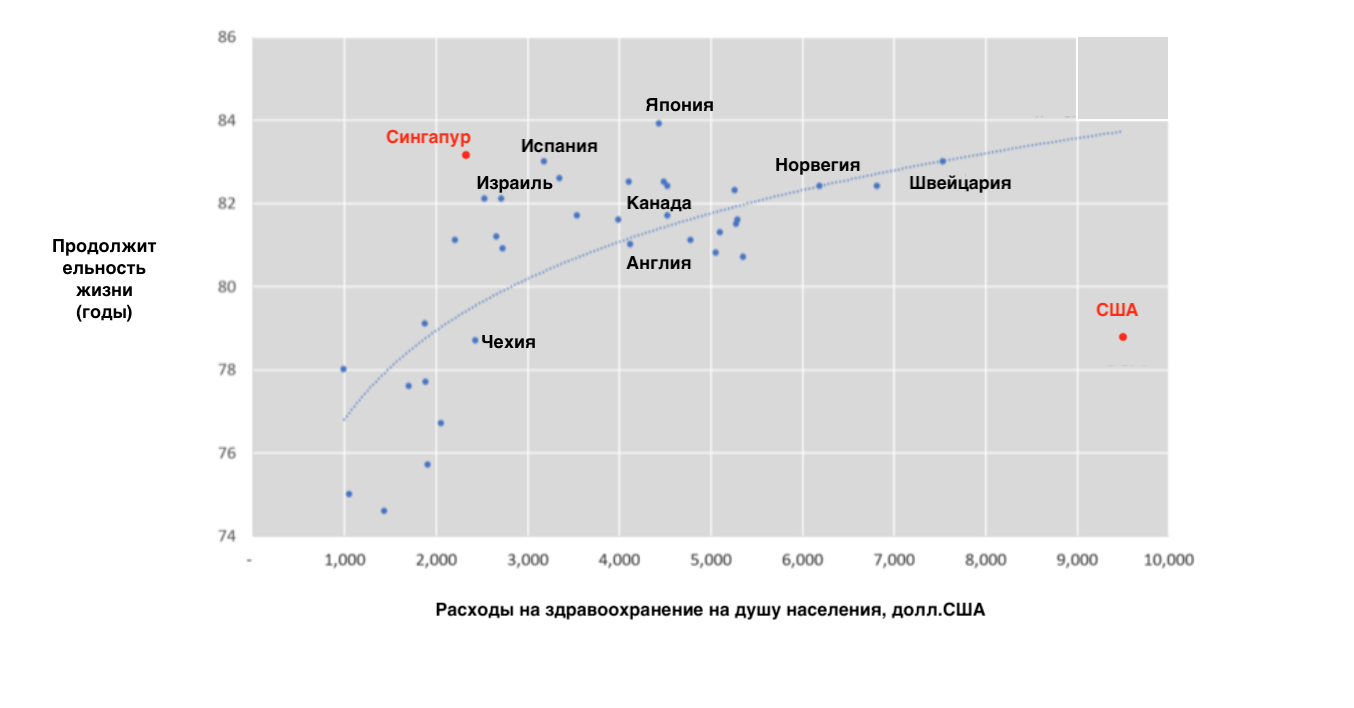 86
84
82
80
78
76
74
Продолжит
ельность
жизни
(годы)
Япония
Сингапур
Испания
Норвегия
Израиль
Швейцария
Канада
Англия
США
Чехия
- 1,000 2,000 3,000 4,000 5,000 6,000 7,000 8,000 9,000 10,000
Расходы на здравоохранение на душу населения, долл.США